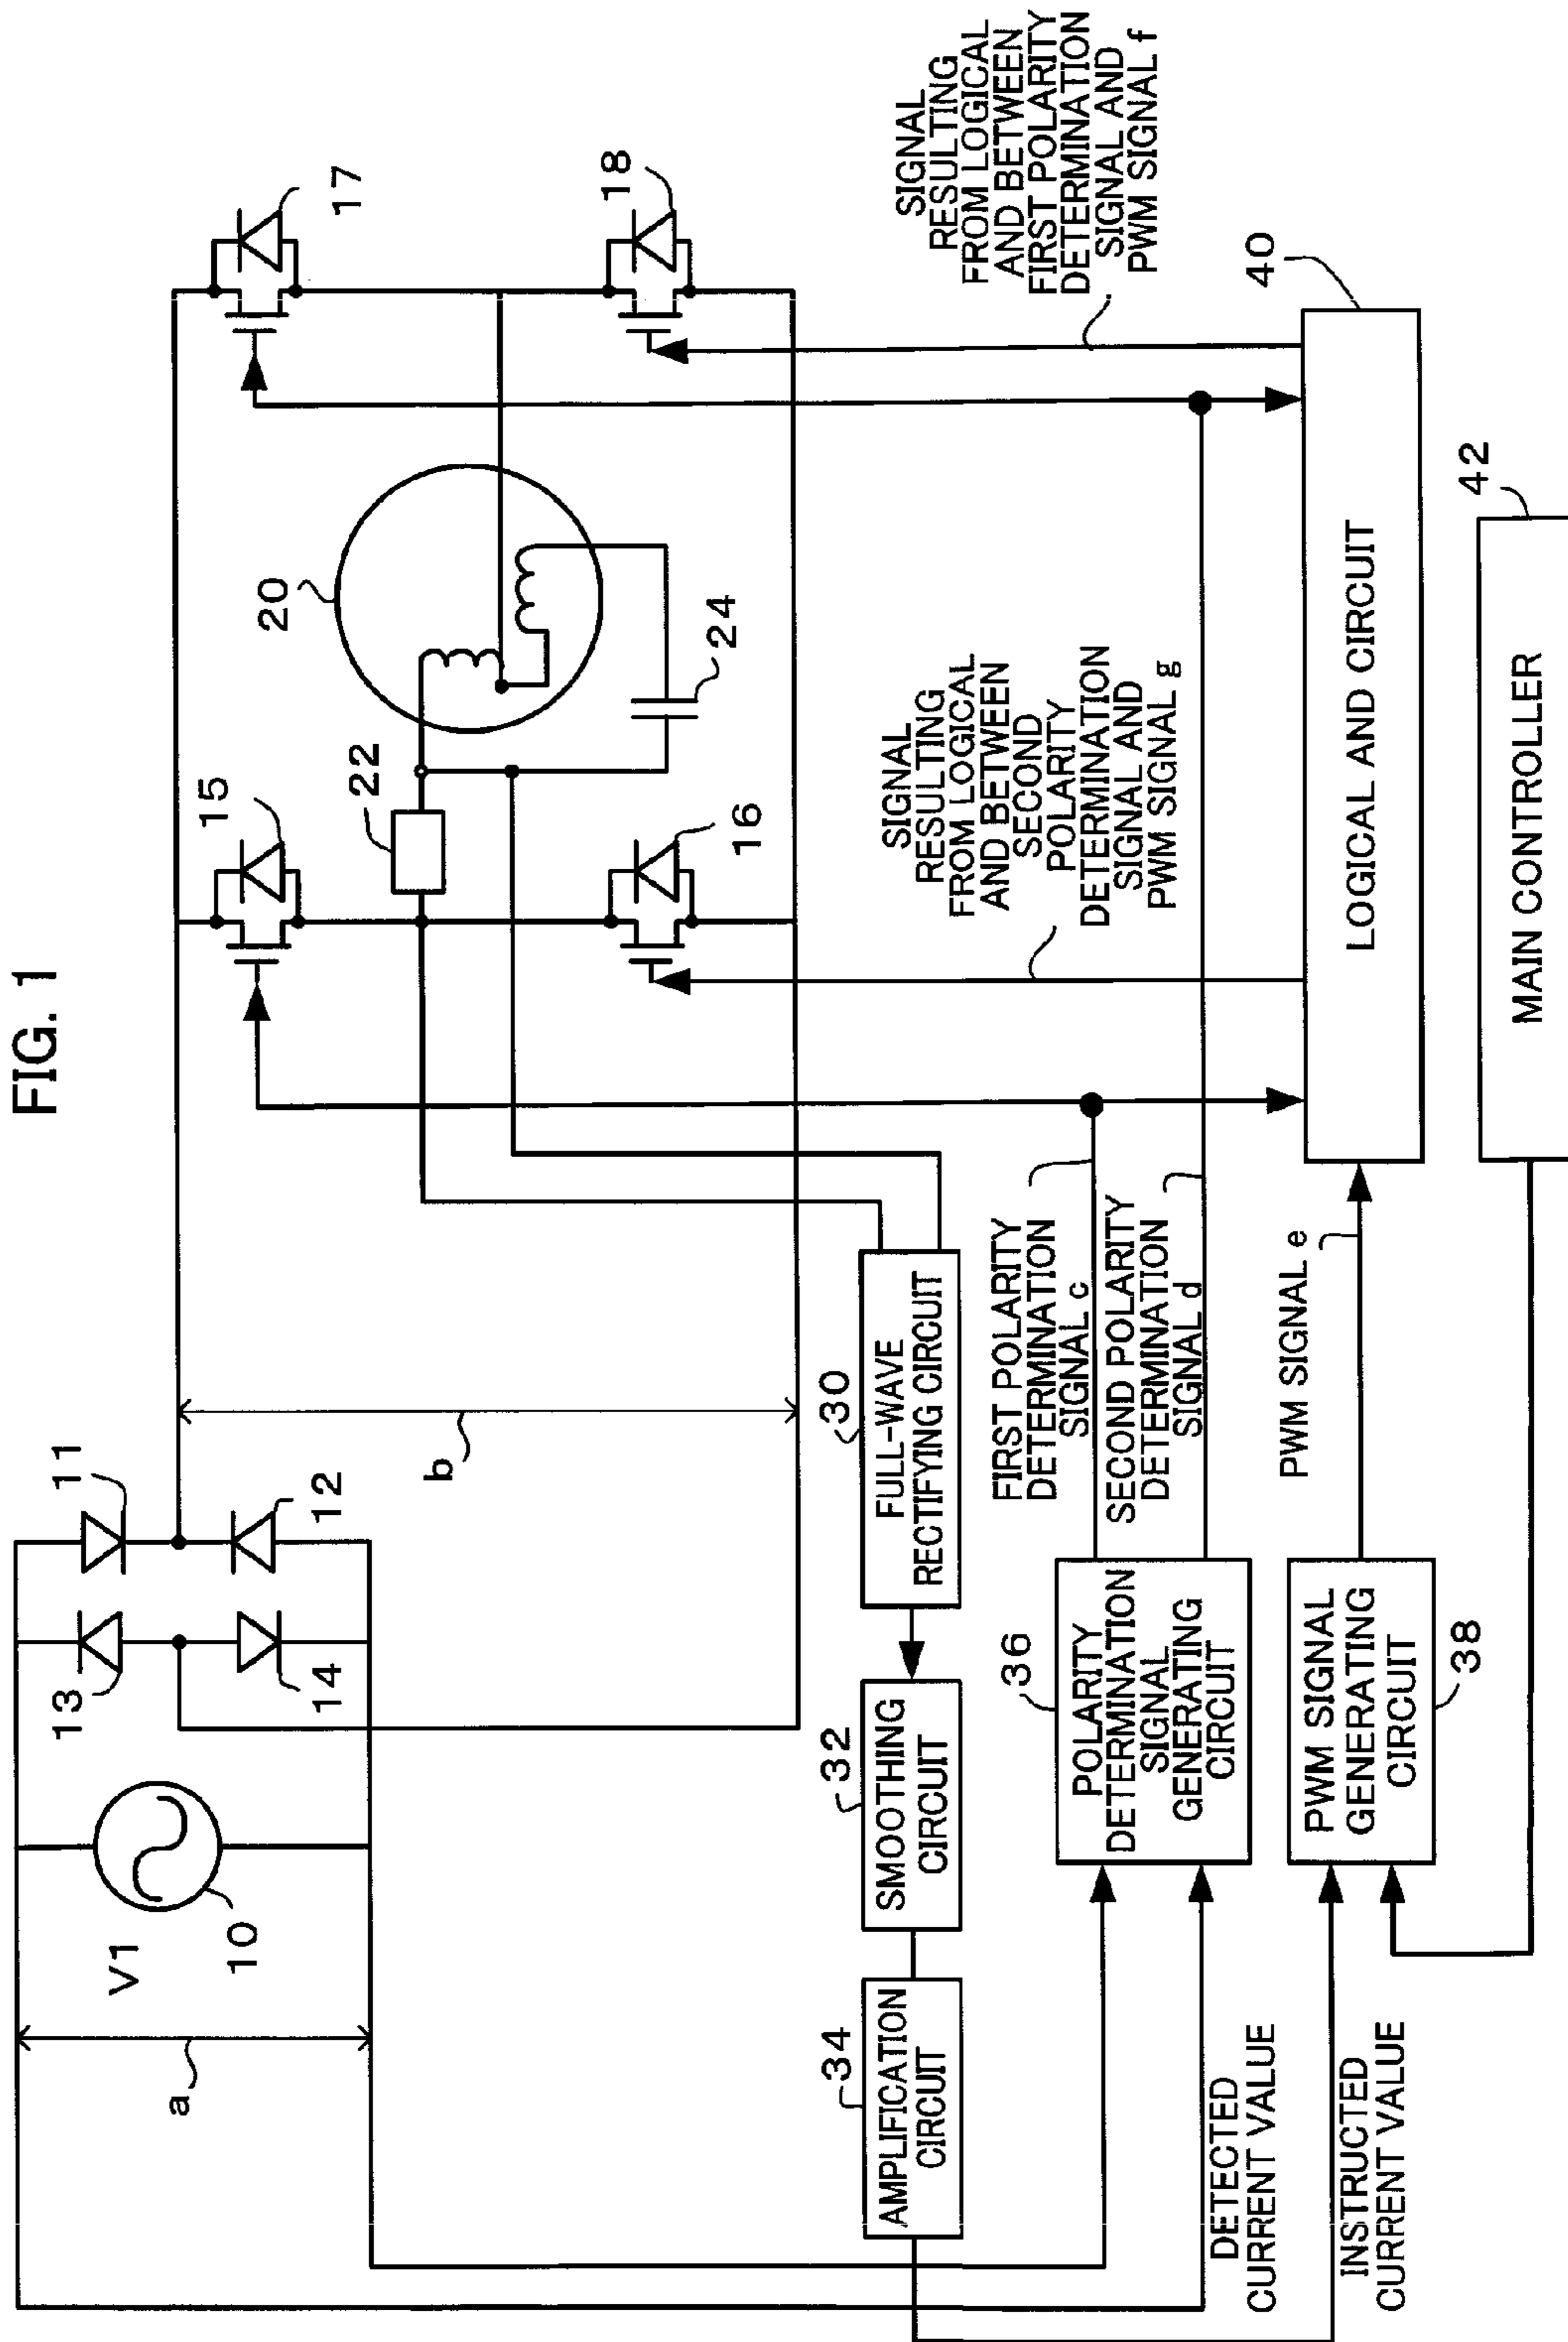 FIG. 1
V1
10
a
13
14
11
12
b
15
16
17
18
20
22
24
34
AMPLIFICATION
CIRCUIT
32
SMOOTHING
CIRCUIT
30
FULL-WAVE
RECTIFYING CIRCUIT
36
POLARITY
DETERMINATION
SIGNAL
GENERATING
CIRCUIT
FIRST POLARITY
DETERMINATION
SIGNAL c
SECOND POLARITY
DETERMINATION
SIGNAL d
SIGNAL
RESULTING
FROM LOGICAL
AND BETWEEN
SECOND
POLARITY
DETERMINATION
SIGNAL AND
PWM SIGNAL g
SIGNAL
RESULTING
FROM LOGICAL
AND BETWEEN
FIRST POLARITY
DETERMINATION
SIGNAL AND
PWM SIGNAL f
DETECTED
CURRENT VALUE
INSTRUCTED
CURRENT VALUE
PWM SIGNAL
GENERATING
CIRCUIT
38
PWM SIGNAL e
40
LOGICAL AND CIRCUIT
42
MAIN CONTROLLER